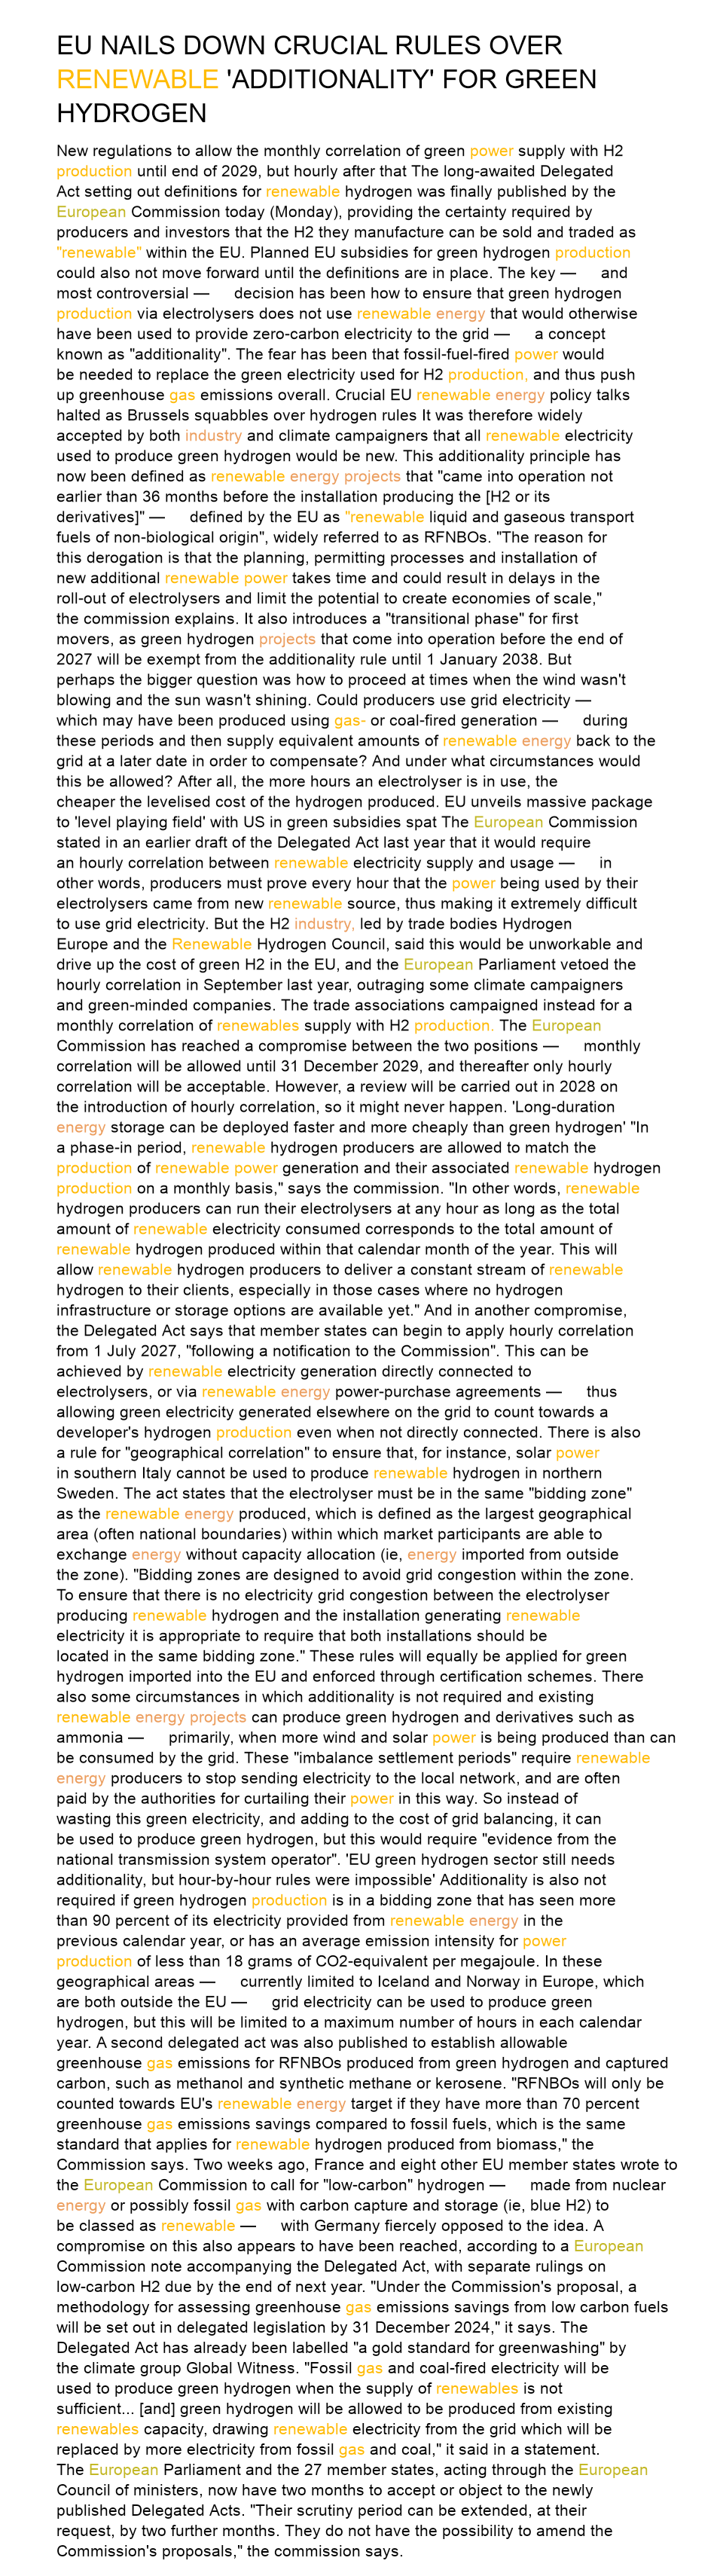 EU NAILS DOWN CRUCIAL RULES OVER
RENEWABLE 'ADDITIONALITY' FOR GREEN
HYDROGEN
New regulations to allow the monthly correlation of green power supply with H2
production until end of 2029, but hourly after that The long-awaited Delegated
Act setting out definitions for renewable hydrogen was finally published by the
European Commission today (Monday), providing the certainty required by
producers and investors that the H2 they manufacture can be sold and traded as
"renewable" within the EU. Planned EU subsidies for green hydrogen production
could also not move forward until the definitions are in place. The key — and
most controversial — decision has been how to ensure that green hydrogen
production via electrolysers does not use renewable energy that would otherwise
have been used to provide zero-carbon electricity to the grid — a concept
known as "additionality". The fear has been that fossil-fuel-fired power would
be needed to replace the green electricity used for H2 production, and thus push
up greenhouse gas emissions overall. Crucial EU renewable energy policy talks
halted as Brussels squabbles over hydrogen rules It was therefore widely
accepted by both industry and climate campaigners that all renewable electricity
used to produce green hydrogen would be new. This additionality principle has
now been defined as renewable energy projects that "came into operation not
earlier than 36 months before the installation producing the [H2 or its
derivatives]" — defined by the EU as "renewable liquid and gaseous transport
fuels of non-biological origin", widely referred to as RFNBOs. "The reason for
this derogation is that the planning, permitting processes and installation of
new additional renewable power takes time and could result in delays in the
roll-out of electrolysers and limit the potential to create economies of scale,"
the commission explains. It also introduces a "transitional phase" for first
movers, as green hydrogen projects that come into operation before the end of
2027 will be exempt from the additionality rule until 1 January 2038. But
perhaps the bigger question was how to proceed at times when the wind wasn't
blowing and the sun wasn't shining. Could producers use grid electricity —
which may have been produced using gas- or coal-fired generation — during
these periods and then supply equivalent amounts of renewable energy back to the
grid at a later date in order to compensate? And under what circumstances would
this be allowed? After all, the more hours an electrolyser is in use, the
cheaper the levelised cost of the hydrogen produced. EU unveils massive package
to 'level playing field' with US in green subsidies spat The European Commission
stated in an earlier draft of the Delegated Act last year that it would require
an hourly correlation between renewable electricity supply and usage — in
other words, producers must prove every hour that the power being used by their
electrolysers came from new renewable source, thus making it extremely difficult
to use grid electricity. But the H2 industry, led by trade bodies Hydrogen
Europe and the Renewable Hydrogen Council, said this would be unworkable and
drive up the cost of green H2 in the EU, and the European Parliament vetoed the
hourly correlation in September last year, outraging some climate campaigners
and green-minded companies. The trade associations campaigned instead for a
monthly correlation of renewables supply with H2 production. The European
Commission has reached a compromise between the two positions — monthly
correlation will be allowed until 31 December 2029, and thereafter only hourly
correlation will be acceptable. However, a review will be carried out in 2028 on
the introduction of hourly correlation, so it might never happen. 'Long-duration
energy storage can be deployed faster and more cheaply than green hydrogen' "In
a phase-in period, renewable hydrogen producers are allowed to match the
production of renewable power generation and their associated renewable hydrogen
production on a monthly basis," says the commission. "In other words, renewable
hydrogen producers can run their electrolysers at any hour as long as the total
amount of renewable electricity consumed corresponds to the total amount of
renewable hydrogen produced within that calendar month of the year. This will
allow renewable hydrogen producers to deliver a constant stream of renewable
hydrogen to their clients, especially in those cases where no hydrogen
infrastructure or storage options are available yet." And in another compromise,
the Delegated Act says that member states can begin to apply hourly correlation
from 1 July 2027, "following a notification to the Commission". This can be
achieved by renewable electricity generation directly connected to
electrolysers, or via renewable energy power-purchase agreements — thus
allowing green electricity generated elsewhere on the grid to count towards a
developer's hydrogen production even when not directly connected. There is also
a rule for "geographical correlation" to ensure that, for instance, solar power
in southern Italy cannot be used to produce renewable hydrogen in northern
Sweden. The act states that the electrolyser must be in the same "bidding zone"
as the renewable energy produced, which is defined as the largest geographical
area (often national boundaries) within which market participants are able to
exchange energy without capacity allocation (ie, energy imported from outside
the zone). "Bidding zones are designed to avoid grid congestion within the zone.
To ensure that there is no electricity grid congestion between the electrolyser
producing renewable hydrogen and the installation generating renewable
electricity it is appropriate to require that both installations should be
located in the same bidding zone." These rules will equally be applied for green
hydrogen imported into the EU and enforced through certification schemes. There
also some circumstances in which additionality is not required and existing
renewable energy projects can produce green hydrogen and derivatives such as
ammonia — primarily, when more wind and solar power is being produced than can
be consumed by the grid. These "imbalance settlement periods" require renewable
energy producers to stop sending electricity to the local network, and are often
paid by the authorities for curtailing their power in this way. So instead of
wasting this green electricity, and adding to the cost of grid balancing, it can
be used to produce green hydrogen, but this would require "evidence from the
national transmission system operator". 'EU green hydrogen sector still needs
additionality, but hour-by-hour rules were impossible' Additionality is also not
required if green hydrogen production is in a bidding zone that has seen more
than 90 percent of its electricity provided from renewable energy in the
previous calendar year, or has an average emission intensity for power
production of less than 18 grams of CO2-equivalent per megajoule. In these
geographical areas — currently limited to Iceland and Norway in Europe, which
are both outside the EU — grid electricity can be used to produce green
hydrogen, but this will be limited to a maximum number of hours in each calendar
year. A second delegated act was also published to establish allowable
greenhouse gas emissions for RFNBOs produced from green hydrogen and captured
carbon, such as methanol and synthetic methane or kerosene. "RFNBOs will only be
counted towards EU's renewable energy target if they have more than 70 percent
greenhouse gas emissions savings compared to fossil fuels, which is the same
standard that applies for renewable hydrogen produced from biomass," the
Commission says. Two weeks ago, France and eight other EU member states wrote to
the European Commission to call for "low-carbon" hydrogen — made from nuclear
energy or possibly fossil gas with carbon capture and storage (ie, blue H2) to
be classed as renewable — with Germany fiercely opposed to the idea. A
compromise on this also appears to have been reached, according to a European
Commission note accompanying the Delegated Act, with separate rulings on
low-carbon H2 due by the end of next year. "Under the Commission's proposal, a
methodology for assessing greenhouse gas emissions savings from low carbon fuels
will be set out in delegated legislation by 31 December 2024," it says. The
Delegated Act has already been labelled "a gold standard for greenwashing" by
the climate group Global Witness. "Fossil gas and coal-fired electricity will be
used to produce green hydrogen when the supply of renewables is not
sufficient... [and] green hydrogen will be allowed to be produced from existing
renewables capacity, drawing renewable electricity from the grid which will be
replaced by more electricity from fossil gas and coal," it said in a statement.
The European Parliament and the 27 member states, acting through the European
Council of ministers, now have two months to accept or object to the newly
published Delegated Acts. "Their scrutiny period can be extended, at their
request, by two further months. They do not have the possibility to amend the
Commission's proposals," the commission says.